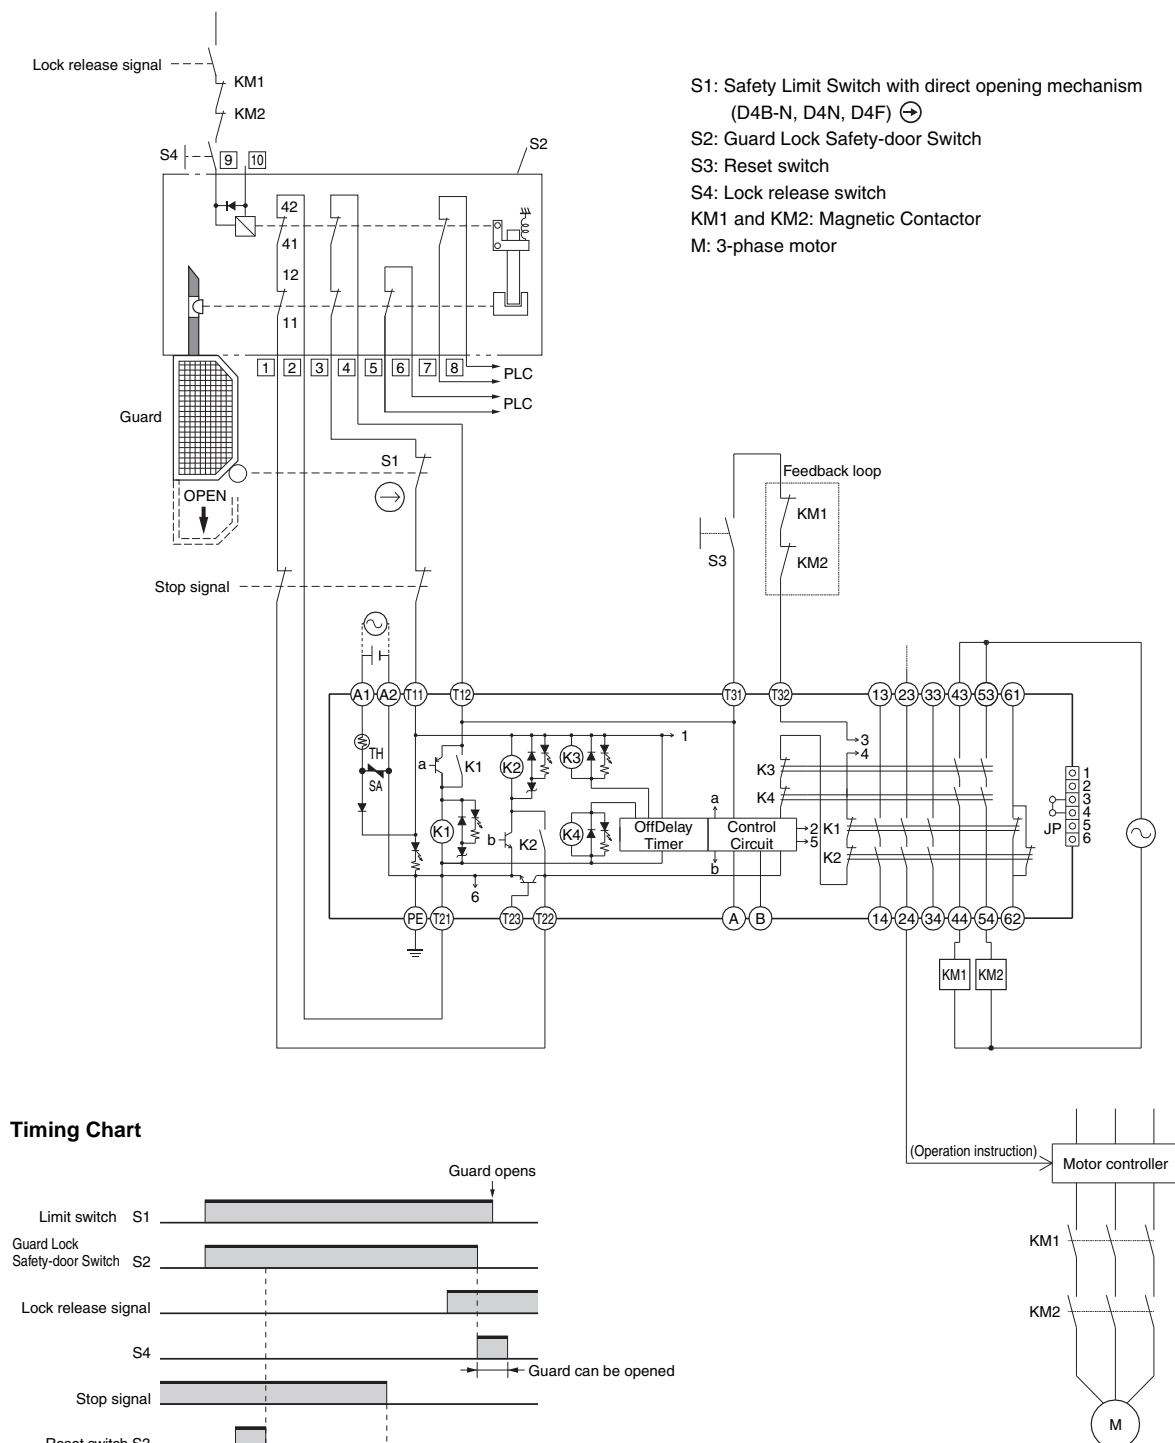 Lock release signal
KM1
KM2
S4
9
10
S2
42
41
12
11
1
2
3
4
5
6
7
8
PLC
PLC
Guard
OPEN
S1
Stop signal
S1: Safety Limit Switch with direct opening mechanism
(D4B-N, D4N, D4F)
S2: Guard Lock Safety-door Switch
S3: Reset switch
S4: Lock release switch
KM1 and KM2: Magnetic Contactor
M: 3-phase motor
Feedback loop
KM1
KM2
S3
A1
A2
T11
T12
T31
T32
13
23
33
43
53
61
TH
SA
a
K1
K1
K2
b
K2
K3
K4
1
OffDelay
Timer
Control
Circuit
a
b
2
5
3
4
6
K3
K4
K1
K2
JP
1
2
3
4
5
6
PE
T21
T23
T22
A
B
14
24
34
44
54
62
KM1
KM2
(Operation instruction)
Motor controller
KM1
KM2
M
Timing Chart
Guard opens
Limit switch S1
Guard Lock
Safety-door Switch S2
Lock release signal
S4
Guard can be opened
Stop signal
Reset switch S3